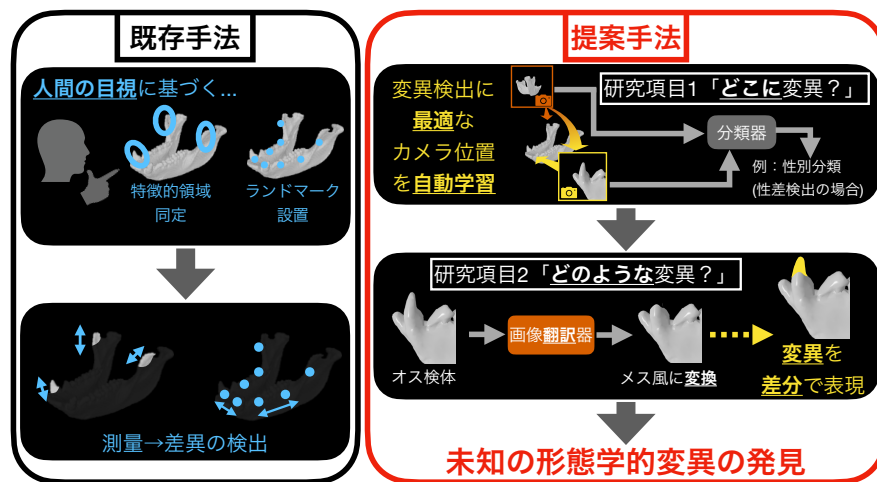 既存手法
人間の目視に基づく...
特徴的領域
同定
ランドマーク
設置
測量→差異の検出
提案手法
変異検出に
最適な
カメラ位置
を自動学習
研究項目1「どこに変異？」
分類器
例：性別分類
(性差検出の場合)
研究項目2「どのような変異？」
オス検体
画像翻訳器
メス風に変換
変異を
差分で表現
未知の形態学的変異の発見